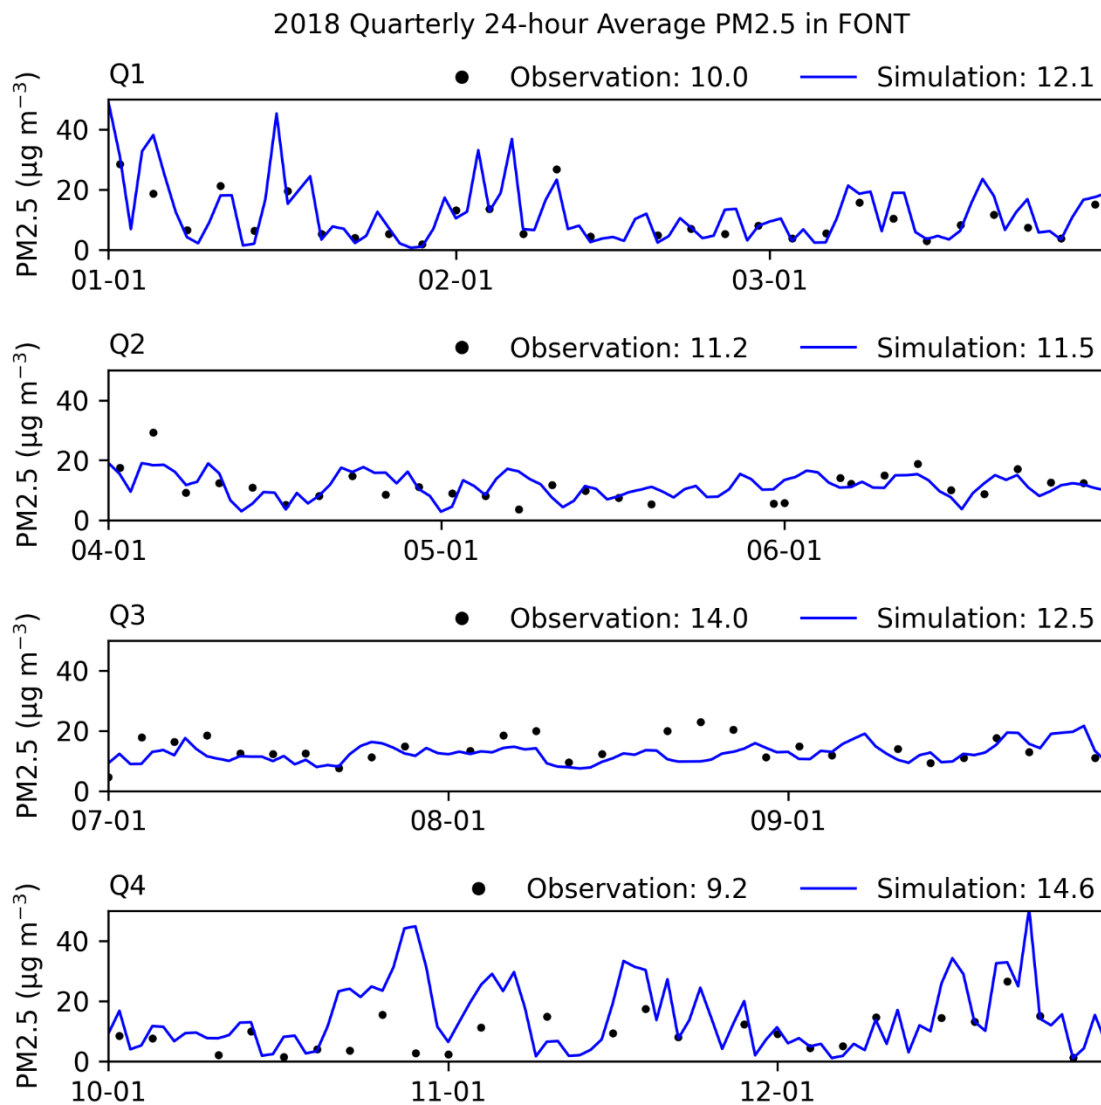 2018 Quarterly 24-hour Average PM2.5 in FONT
Q1 Observation: 10.0 Simulation: 12.1
PM2.5 (μg m⁻³)
40
20
0
01-01 02-01 03-01
Q2 Observation: 11.2 Simulation: 11.5
PM2.5 (μg m⁻³)
40
20
0
04-01 05-01 06-01
Q3 Observation: 14.0 Simulation: 12.5
PM2.5 (μg m⁻³)
40
20
0
07-01 08-01 09-01
Q4 Observation: 9.2 Simulation: 14.6
PM2.5 (μg m⁻³)
40
20
0
10-01 11-01 12-01